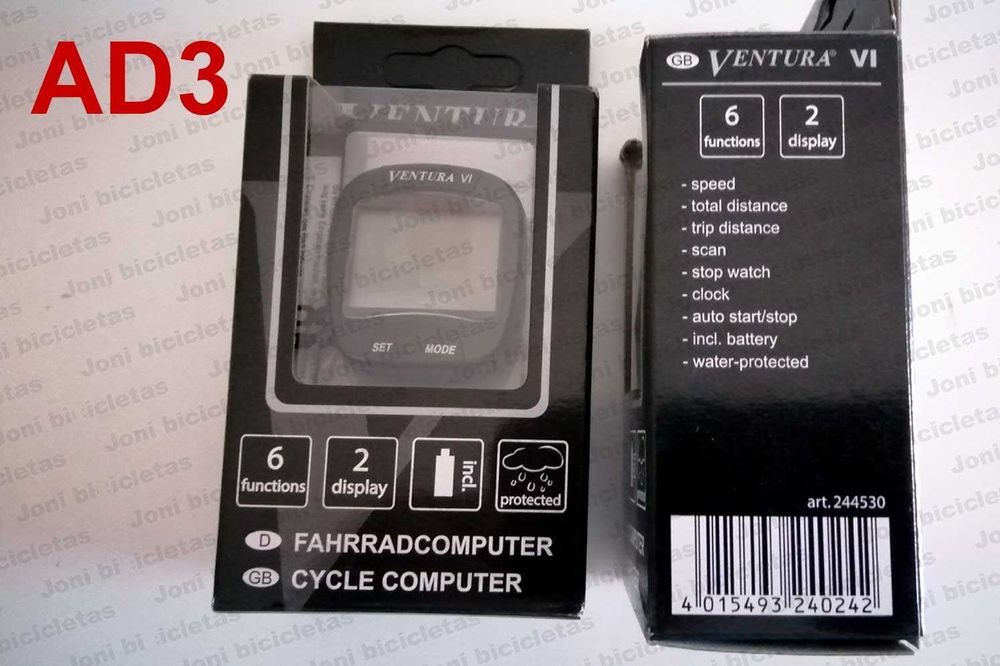 AD3
VENTUR
VENTURA VI
SET MODE
6 functions
2 display
incl.
protected
D FAHRRADCOMPUTER
GB CYCLE COMPUTER
GB VENTURA® VI
6 functions
2 display
- speed
- total distance
- trip distance
- scan
- stop watch
- clock
- auto start/stop
- incl. battery
- water-protected
art. 244530
4 015493 240242
Joni bicicletas